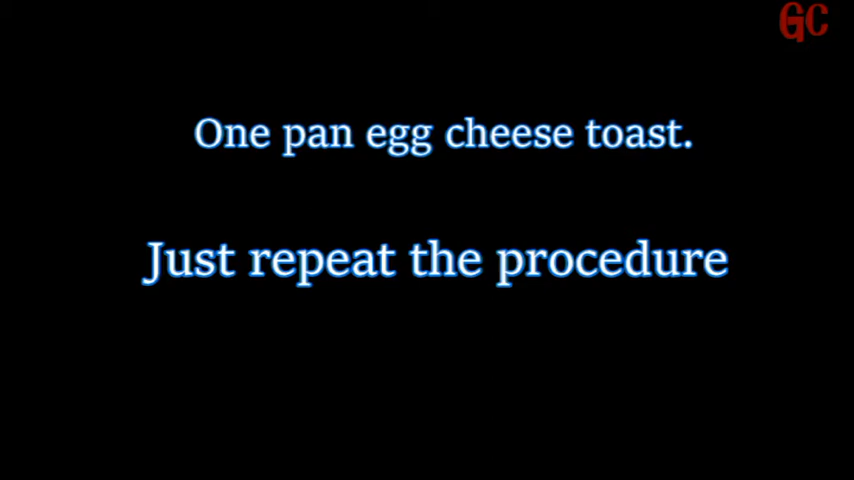 GC
One pan egg cheese toast.
Just repeat the procedure